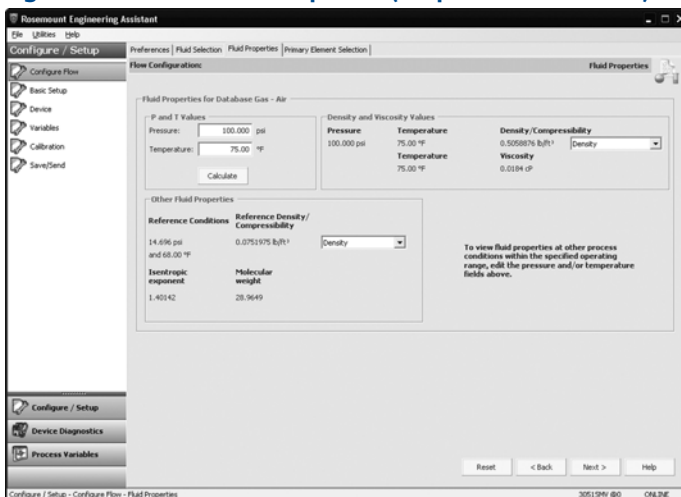 Rosemount Engineering Assistant
File Utilities Help
Configure / Setup
Preferences Fluid Selection Fluid Properties Primary Element Selection
Configure Flow
Basic Setup
Device
Variables
Calibration
Save/Send
Flow Configuration: Fluid Properties
Fluid Properties for Database Gas - Air
P and T Values
Pressure: 100.000 psi
Temperature: 75.00 °F
Calculate
Density and Viscosity Values
Pressure Temperature Density/Compressibility
100.000 psi 75.00 °F 0.5058876 lb/ft³ Density
Temperature Viscosity
75.00 °F 0.0184 cP
Other Fluid Properties
Reference Conditions Reference Density/
Compressibility
14.696 psi 0.0751975 lb/ft³ Density
and 68.00 °F
Isentropic Molecular
exponent weight
1.40142 28.9649
To view fluid properties at other process
conditions within the specified operating
range, edit the pressure and/or temperature
fields above.
Configure / Setup
Device Diagnostics
Process Variables
Reset < Back Next > Help
Configure / Setup - Configure Flow - Fluid Properties ONLINE